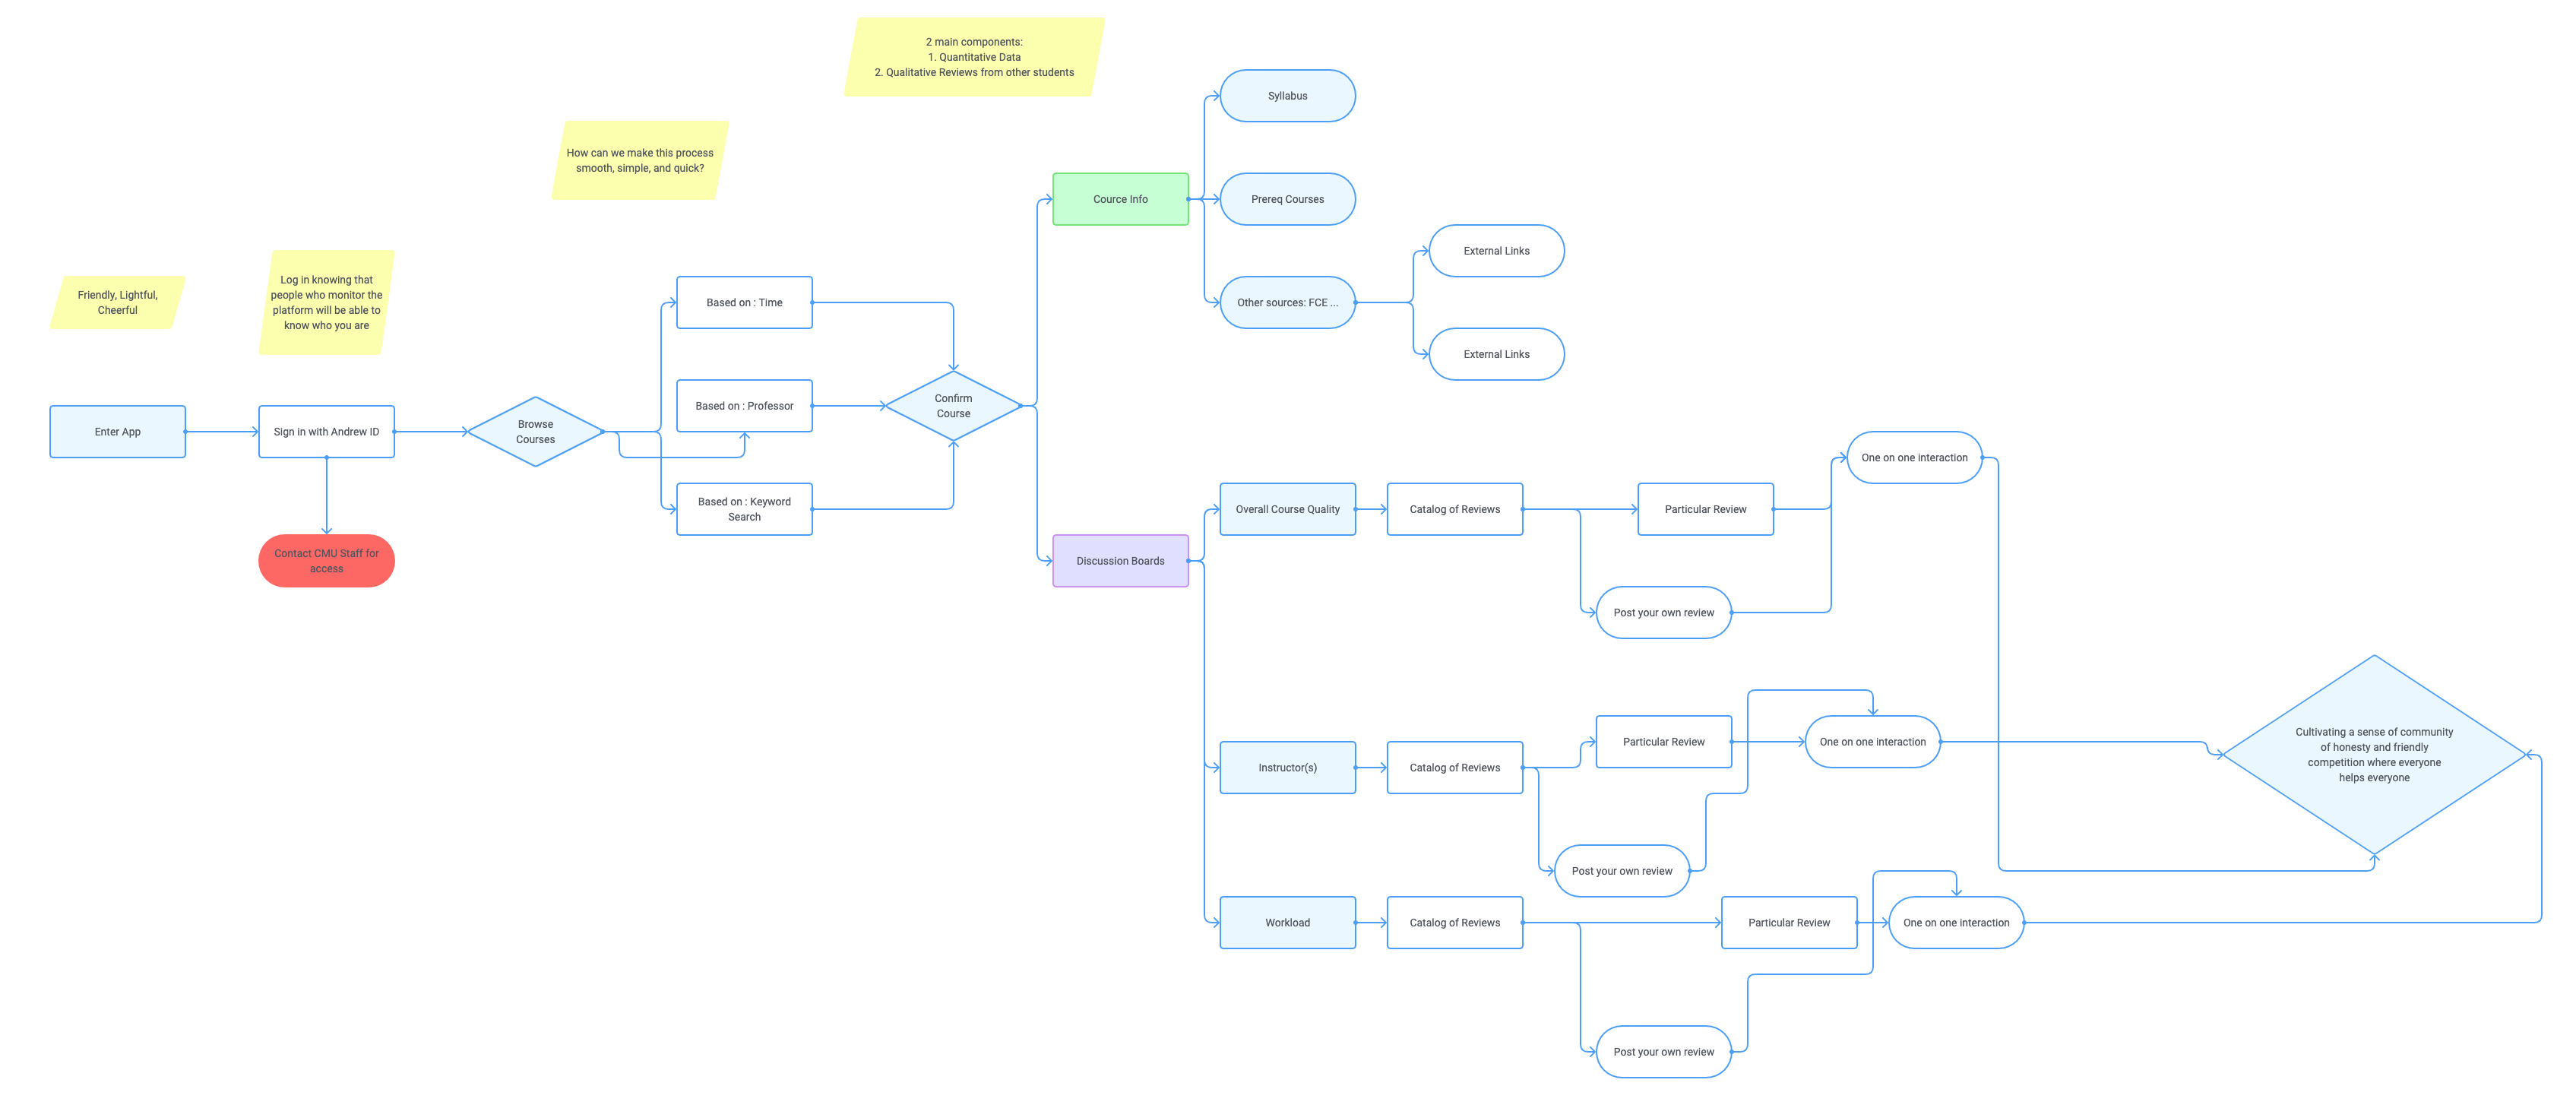 2 main components:
1. Quantitative Data
2. Qualitative Reviews from other students
Syllabus
How can we make this process
smooth, simple, and quick?
Cource Info
Prereq Courses
External Links
Log in knowing that
people who monitor the
platform will be able to
know who you are
Friendly, Lightful,
Cheerful
Based on : Time
Other sources: FCE ...
External Links
Based on : Professor
Confirm
Course
Enter App
Sign in with Andrew ID
Browse
Courses
One on one interaction
Based on : Keyword
Search
Overall Course Quality
Catalog of Reviews
Particular Review
Contact CMU Staff for
access
Discussion Boards
Post your own review
Particular Review
One on one interaction
Cultivating a sense of community
of honesty and friendly
competition where everyone
helps everyone
Instructor(s)
Catalog of Reviews
Post your own review
Workload
Catalog of Reviews
Particular Review
One on one interaction
Post your own review